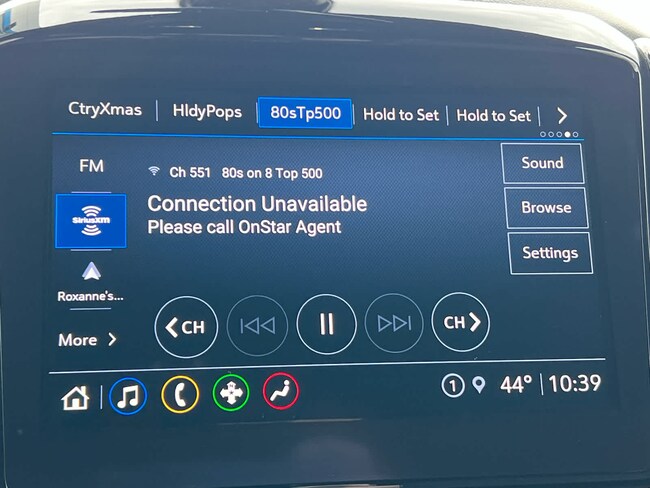 CtryXmas
HldyPops
80sTp500
Hold to Set
Hold to Set
FM
Ch 551 80s on 8 Top 500
Sound
SiriusXM
Connection Unavailable
Please call OnStar Agent
Browse
Settings
Roxanne's...
More
CH
CH
1
44°
10:39